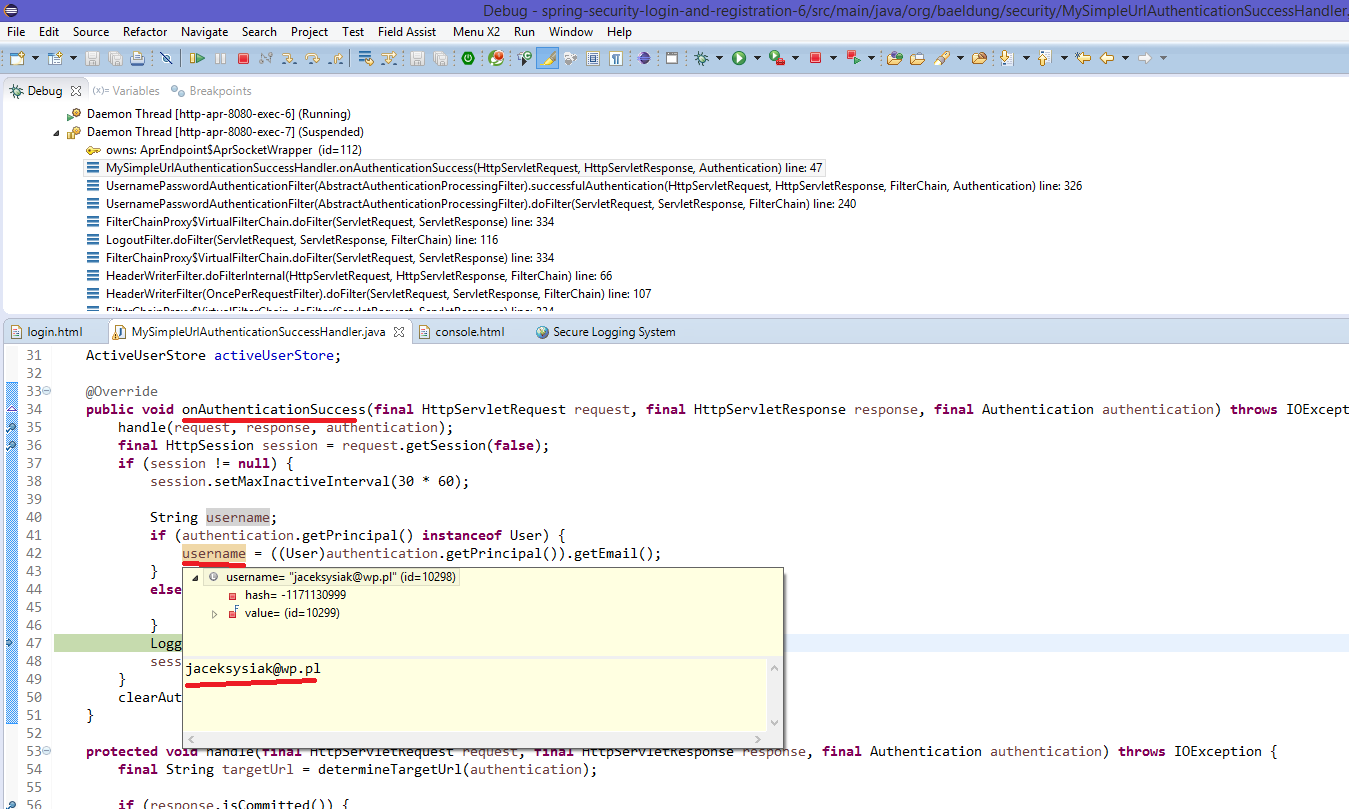 Debug - spring-security-login-and-registration-6/src/main/java/org/baeldung/security/MySimpleUrlAuthenticationSuccessHandler.
File Edit Source Refactor Navigate Search Project Test Field Assist Menu X2 Run Window Help
Debug (x)= Variables Breakpoints
Daemon Thread [http-apr-8080-exec-6] (Running)
Daemon Thread [http-apr-8080-exec-7] (Suspended)
owns: AprEndpoint$AprSocketWrapper (id=112)
MySimpleUrlAuthenticationSuccessHandler.onAuthenticationSuccess(HttpServletRequest, HttpServletResponse, Authentication) line: 47
UsernamePasswordAuthenticationFilter(AbstractAuthenticationProcessingFilter).successfulAuthentication(HttpServletRequest, HttpServletResponse, FilterChain, Authentication) line: 326
UsernamePasswordAuthenticationFilter(AbstractAuthenticationProcessingFilter).doFilter(ServletRequest, ServletResponse, FilterChain) line: 240
FilterChainProxy$VirtualFilterChain.doFilter(ServletRequest, ServletResponse) line: 334
LogoutFilter.doFilter(ServletRequest, ServletResponse, FilterChain) line: 116
FilterChainProxy$VirtualFilterChain.doFilter(ServletRequest, ServletResponse) line: 334
HeaderWriterFilter.doFilterInternal(HttpServletRequest, HttpServletResponse, FilterChain) line: 66
HeaderWriterFilter(OncePerRequestFilter).doFilter(ServletRequest, ServletResponse, FilterChain) line: 107
FilterChainProxy$VirtualFilterChain.doFilter(ServletRequest, ServletResponse) line: 334
login.html MySimpleUrlAuthenticationSuccessHandler.java console.html Secure Logging System
31 ActiveUserStore activeUserStore;
32
33 @Override
34 public void onAuthenticationSuccess(final HttpServletRequest request, final HttpServletResponse response, final Authentication authentication) throws IOExcept
35 handle(request, response, authentication);
36 final HttpSession session = request.getSession(false);
37 if (session != null) {
38 session.setMaxInactiveInterval(30 * 60);
39
40 String username;
41 if (authentication.getPrincipal() instanceof User) {
42 username = ((User)authentication.getPrincipal()).getEmail();
43 }
username= "jaceksysiak@wp.pl" (id=10298)
44 else
hash= -1171130999
45
value= (id=10299)
46 }
47 Logg
48 sess
jaceksysiak@wp.pl
49 }
50 clearAut
51 }
52
53 protected void handle(final HttpServletRequest request, final HttpServletResponse response, final Authentication authentication) throws IOException {
54 final String targetUrl = determineTargetUrl(authentication);
55
56 if (response.isCommitted()) {